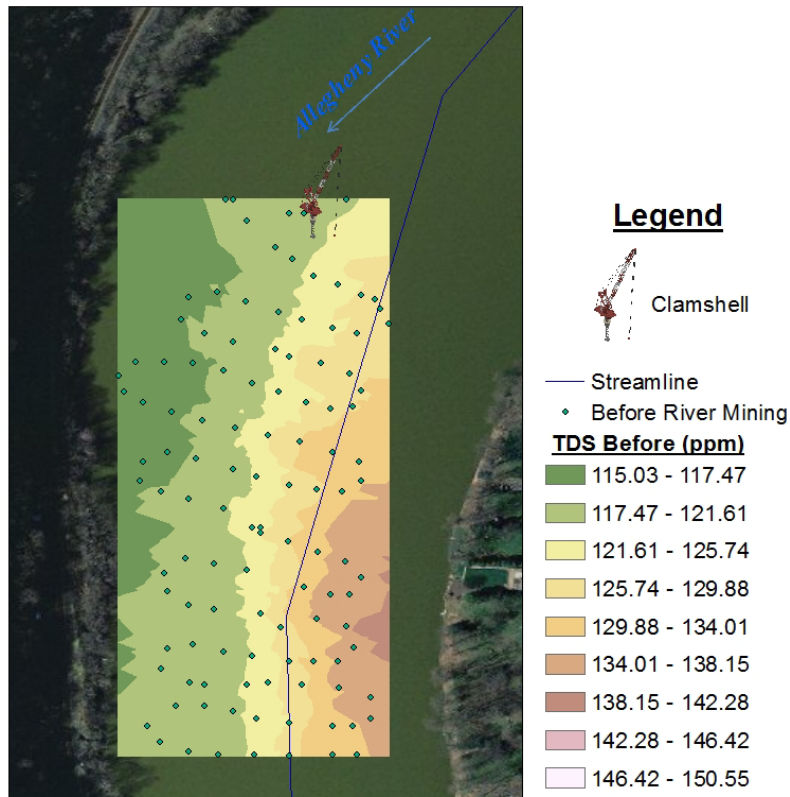 Allegheny River
Legend
Clamshell
Streamline
Before River Mining
TDS Before (ppm)
115.03 - 117.47
117.47 - 121.61
121.61 - 125.74
125.74 - 129.88
129.88 - 134.01
134.01 - 138.15
138.15 - 142.28
142.28 - 146.42
146.42 - 150.55